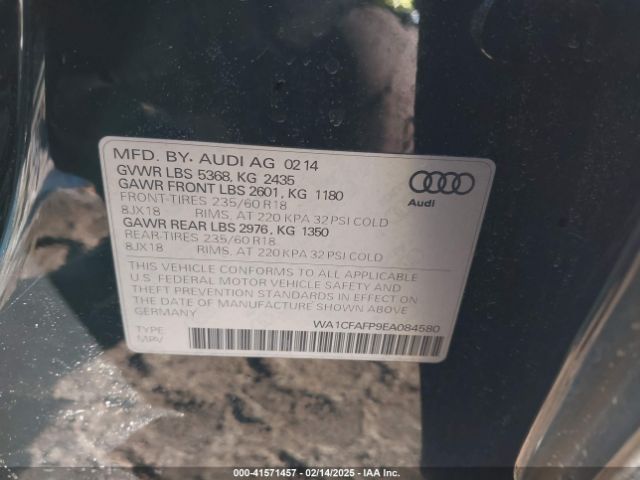 MFD. BY. AUDI AG 02 14
GVWR LBS 5368, KG 2435
GAWR FRONT LBS 2601, KG 1180
FRONT-TIRES 235/60 R18
8JX18 RIMS, AT 220 KPA 32 PSI COLD
GAWR REAR LBS 2976, KG 1350
REAR-TIRES 235/60 R18
8JX18 RIMS, AT 220 KPA 32 PSI COLD
THIS VEHICLE CONFORMS TO ALL APPLICABLE
U.S. FEDERAL MOTOR VEHICLE SAFETY AND
THEFT PREVENTION STANDARDS IN EFFECT ON
THE DATE OF MANUFACTURE SHOWN ABOVE.
GERMANY
WA1CFAFP9EA084580
TYPE:
MPV
Audi
000-41571457 - 02/14/2025 - IAA Inc.